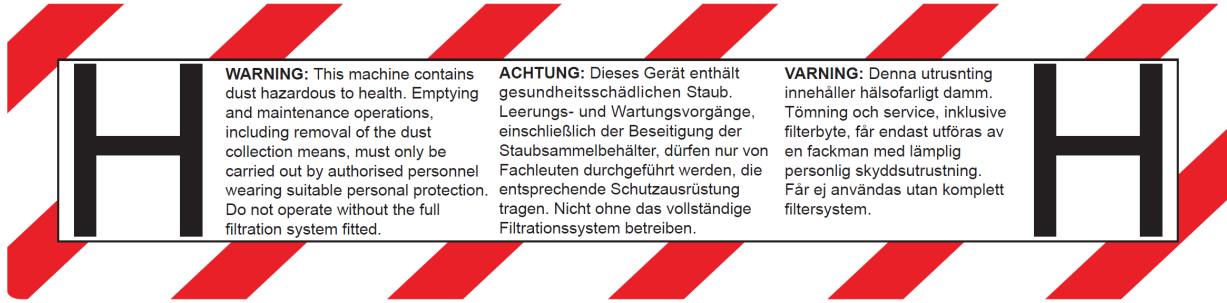 H
WARNING: This machine contains
dust hazardous to health. Emptying
and maintenance operations,
including removal of the dust
collection means, must only be
carried out by authorised personnel
wearing suitable personal protection.
Do not operate without the full
filtration system fitted.
ACHTUNG: Dieses Gerät enthält
gesundheitsschädlichen Staub.
Leerungs- und Wartungsvorgänge,
einschließlich der Beseitigung der
Staubsammelbehälter, dürfen nur von
Fachleuten durchgeführt werden, die
entsprechende Schutzausrüstung
tragen. Nicht ohne das vollständige
Filtrationssystem betreiben.
VARNING: Denna utrusnting
innehåller hälsofarligt damm.
Tömning och service, inklusive
filterbyte, får endast utföras av
en fackman med lämplig
personlig skyddsutrustning.
Får ej användas utan komplett
filtersystem.
H